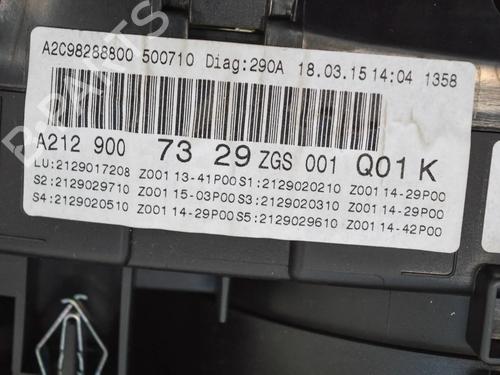 A2C98288800 500710 Diag:290A 18.03.15 14:04 1358
A212 900 73 29 ZGS 001 Q01 K
LU:2129017208 Z001 13-41P00 S1:2129020210 Z001 14-29P00
S2:2129029710 Z001 15-03P00 S3:2129020310 Z001 14-29P00
S4:2129020510 Z001 14-29P00 S5:2129029610 Z001 14-42P00